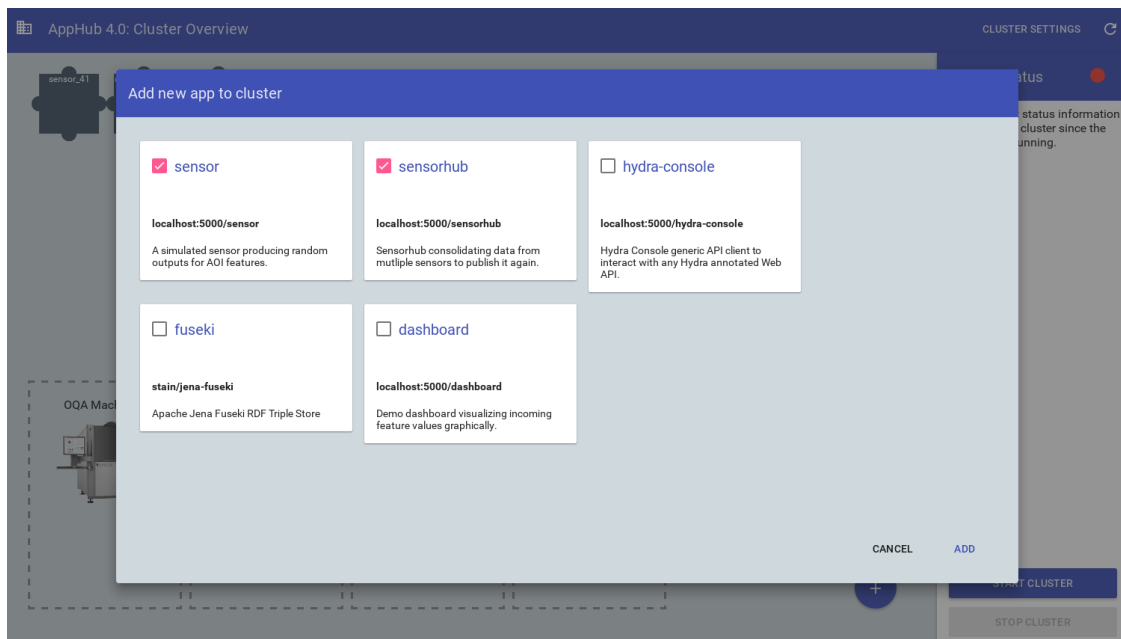 AppHub 4.0: Cluster Overview
CLUSTER SETTINGS
sensor_41
Add new app to cluster
status information
cluster since the
sensor
sensorhub
hydra-console
localhost:5000/sensor
localhost:5000/sensorhub
localhost:5000/hydra-console
A simulated sensor producing random
outputs for AOI features.
Sensorhub consolidating data from
mutliple sensors to publish it again.
Hydra Console generic API client to
interact with any Hydra annotated Web
API.
fuseki
dashboard
stain/jena-fuseki
localhost:5000/dashboard
Apache Jena Fuseki RDF Triple Store
Demo dashboard visualizing incoming
feature values graphically.
OQA
CANCEL
ADD
START CLUSTER
STOP CLUSTER